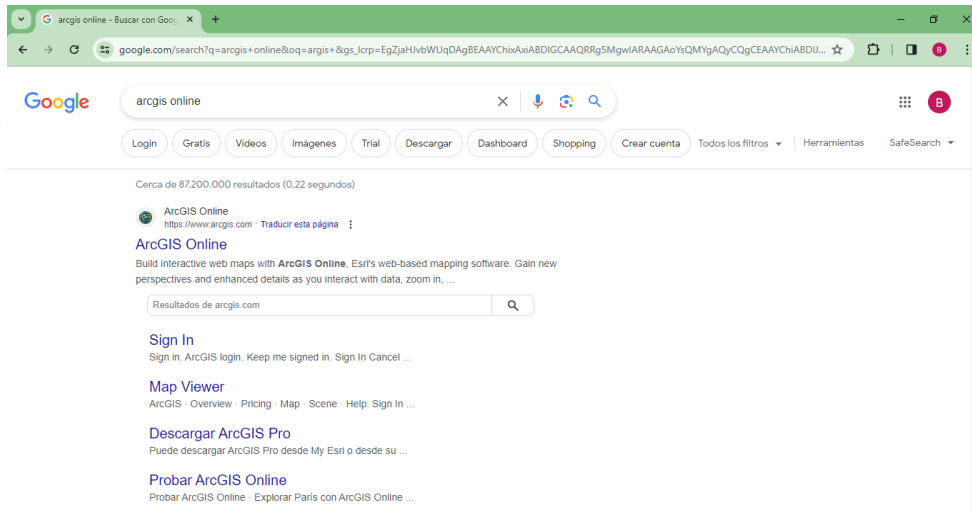 arcgis online - Buscar con Goog
google.com/search?q=arcgis+online&oq=argis+&gs_lcrp=EgZjaHJvbWUqDAgBEAAYChixAxiABDIGCAAQRRg5MgwIARAAGAoYsQMYgAQyCQgCEAAYChiABDIJ...
B
Google
arcgis online
B
Login
Gratis
Videos
Imágenes
Trial
Descargar
Dashboard
Shopping
Crear cuenta
Todos los filtros
Herramientas
SafeSearch
Cerca de 87.200.000 resultados (0,22 segundos)
ArcGIS Online
https://www.arcgis.com · Traducir esta página
ArcGIS Online
Build interactive web maps with ArcGIS Online, Esri's web-based mapping software. Gain new
perspectives and enhanced details as you interact with data, zoom in, ...
Resultados de arcgis.com
Sign In
Sign in. ArcGIS login. Keep me signed in. Sign In Cancel ...
Map Viewer
ArcGIS · Overview · Pricing · Map · Scene · Help. Sign In ...
Descargar ArcGIS Pro
Puede descargar ArcGIS Pro desde My Esri o desde su ...
Probar ArcGIS Online
Probar ArcGIS Online · Explorar París con ArcGIS Online ...